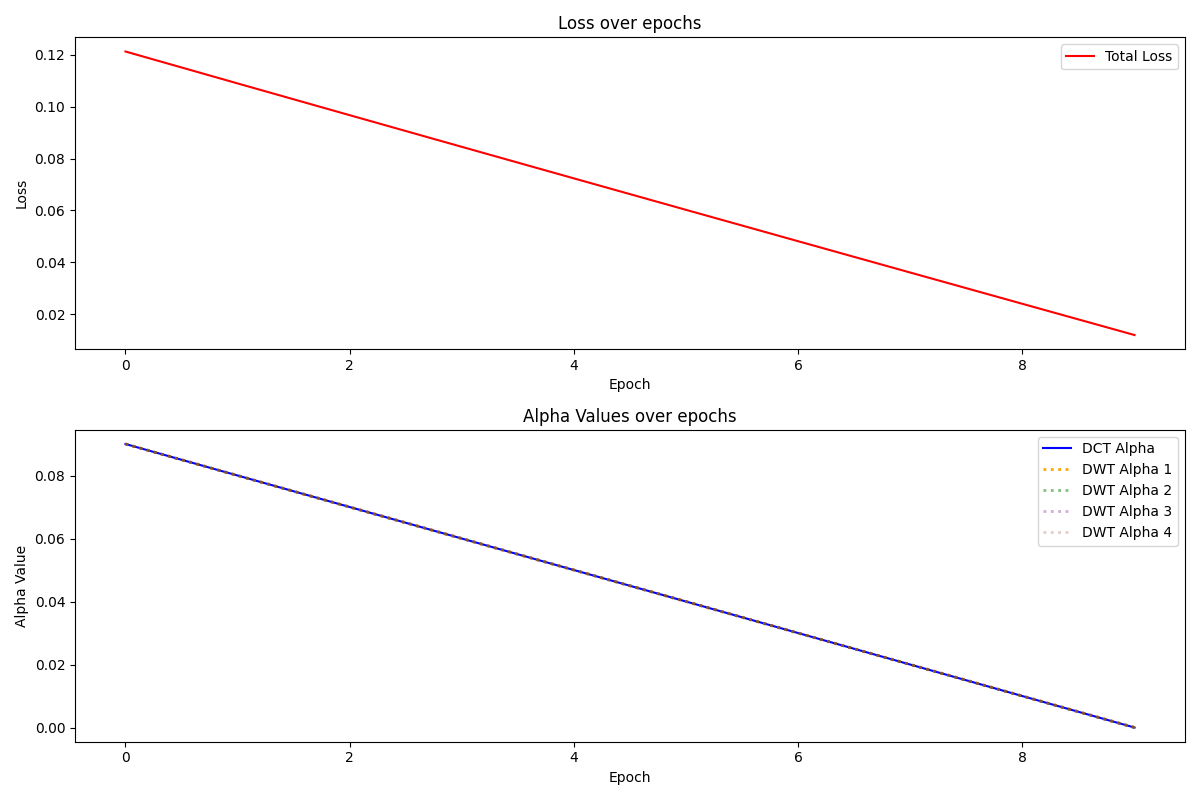 Loss over epochs
0.12
0.10
0.08
0.06
0.04
0.02
Loss
Total Loss
0 2 4 6 8
Epoch
Alpha Values over epochs
0.08
0.06
0.04
0.02
0.00
Alpha Value
DCT Alpha
DWT Alpha 1
DWT Alpha 2
DWT Alpha 3
DWT Alpha 4
0 2 4 6 8
Epoch